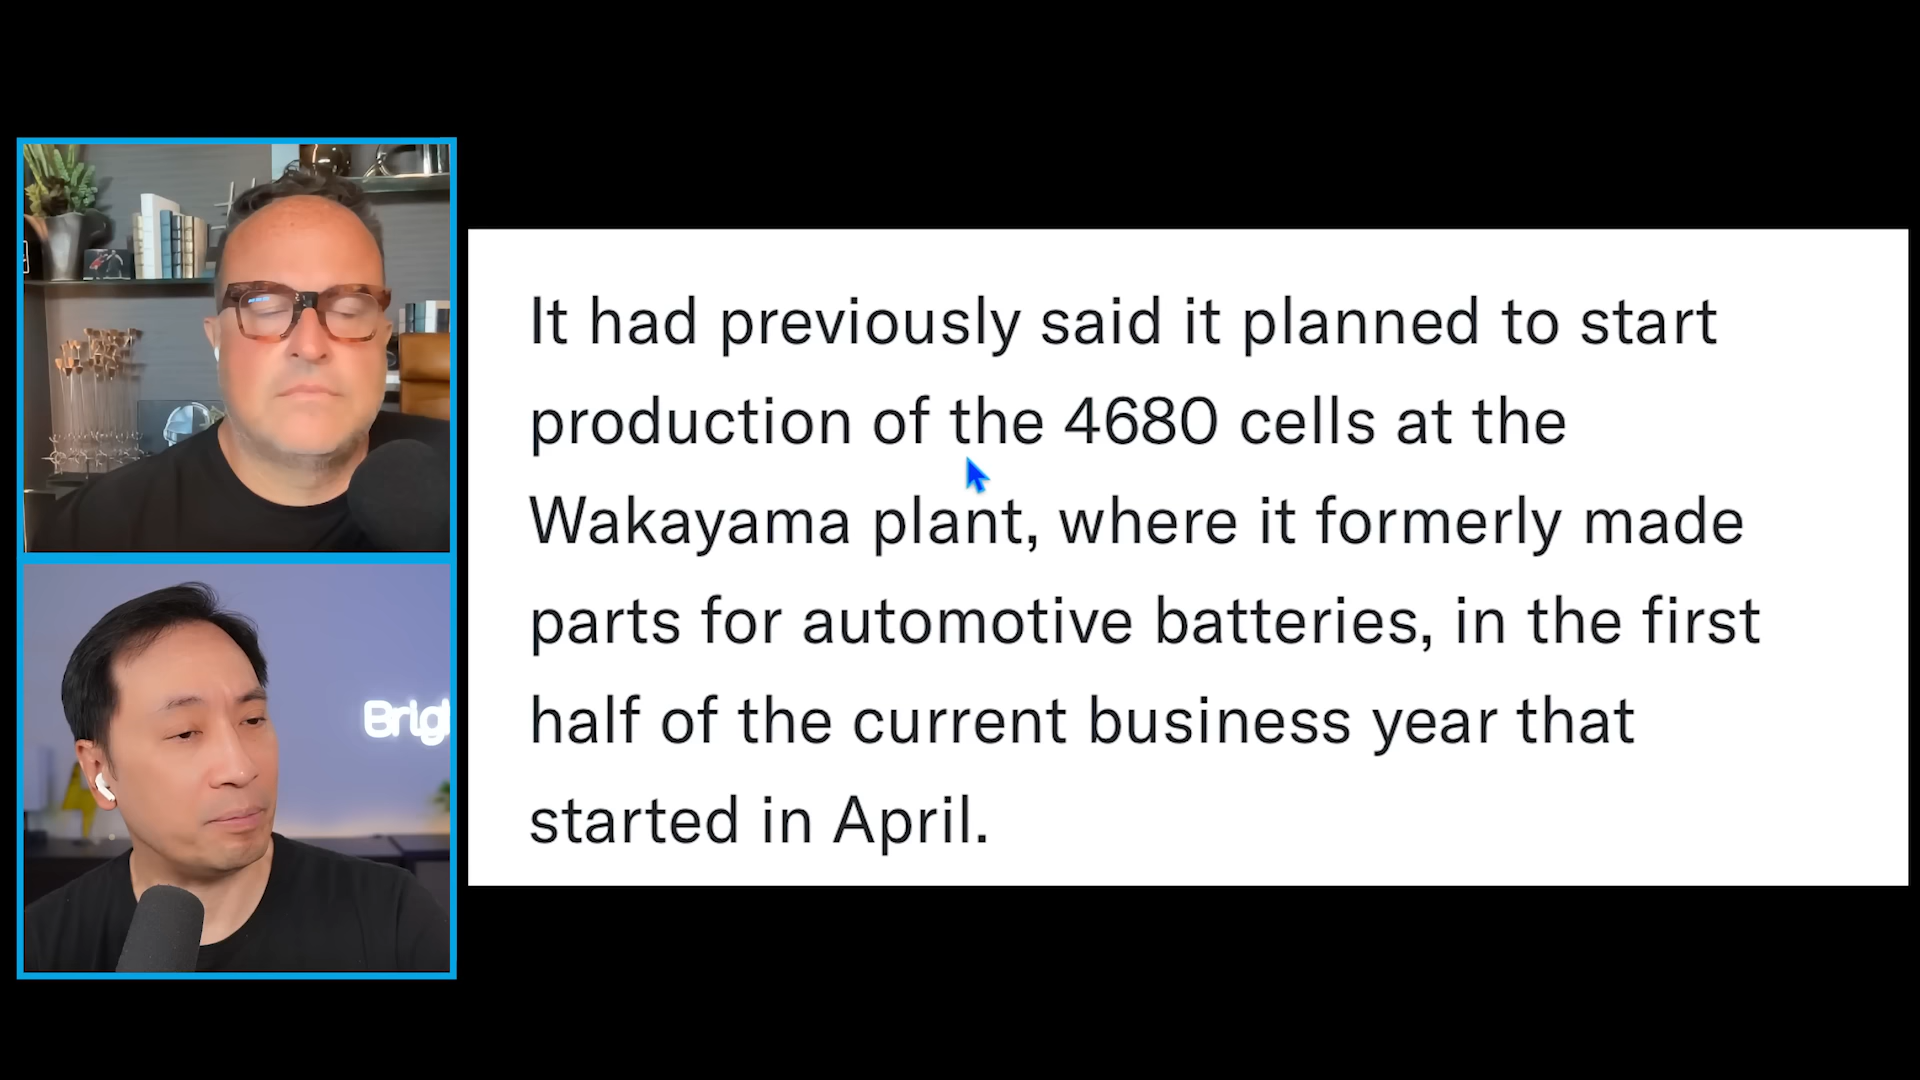 It had previously said it planned to start
production of the 4680 cells at the
Wakayama plant, where it formerly made
parts for automotive batteries, in the first
half of the current business year that
started in April.